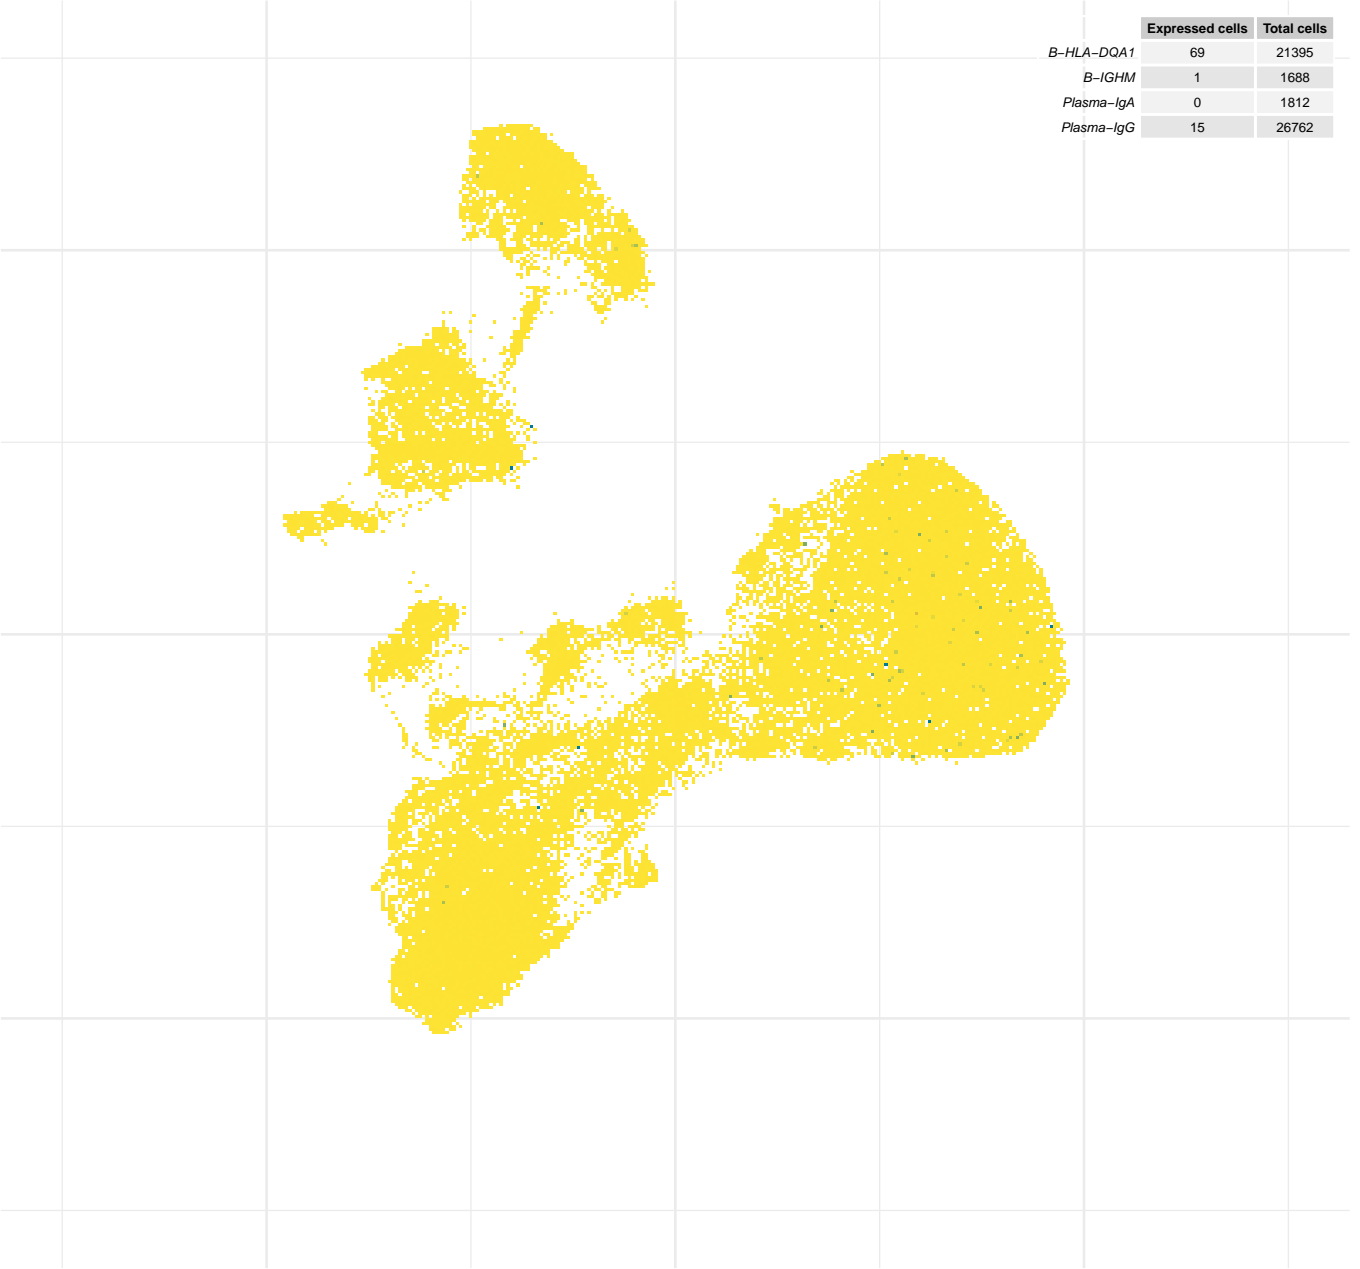 Expressed cells Total cells
B−HLA−DQA1 69 21395
B−IGHM 1 1688
Plasma−IgA 0 1812
Plasma−IgG 15 26762